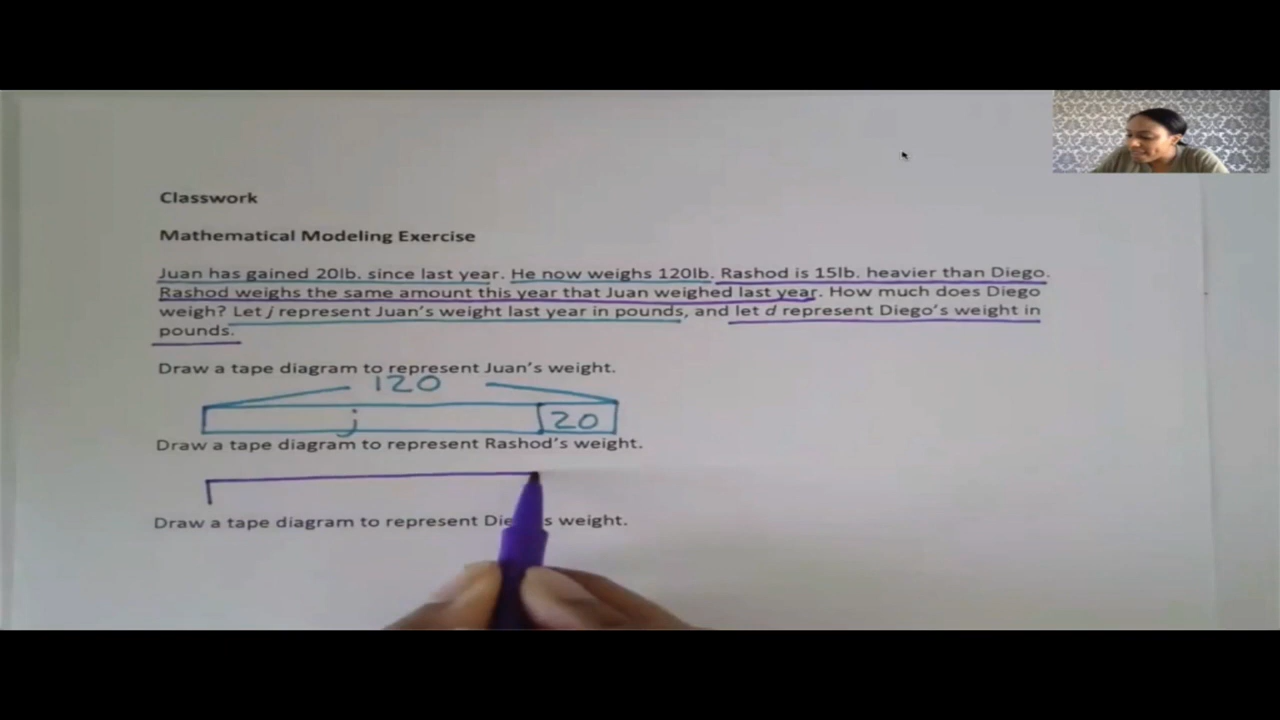 Classwork
Mathematical Modeling Exercise
Juan has gained 20lb. since last year. He now weighs 120lb. Rashod is 15lb. heavier than Diego.
Rashod weighs the same amount this year that Juan weighed last year. How much does Diego
weigh? Let j represent Juan's weight last year in pounds, and let d represent Diego's weight in
pounds.
Draw a tape diagram to represent Juan's weight.
120
j 20
Draw a tape diagram to represent Rashod's weight.
Draw a tape diagram to represent weight.